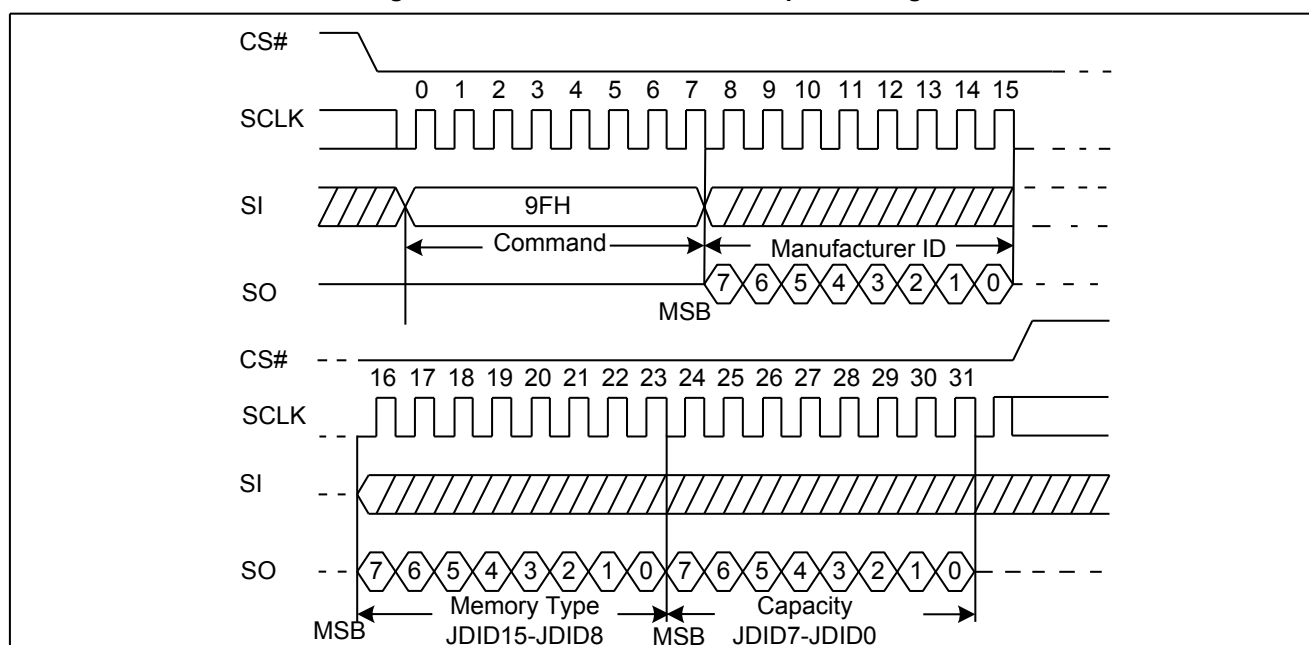 CS#
0 1 2 3 4 5 6 7 8 9 10 11 12 13 14 15
SCLK
SI 9FH
Command Manufacturer ID
SO 7 6 5 4 3 2 1 0
MSB
CS#
16 17 18 19 20 21 22 23 24 25 26 27 28 29 30 31
SCLK
SI
SO 7 6 5 4 3 2 1 0 7 6 5 4 3 2 1 0
Memory Type Capacity
MSB JDID15-JDID8 MSB JDID7-JDID0